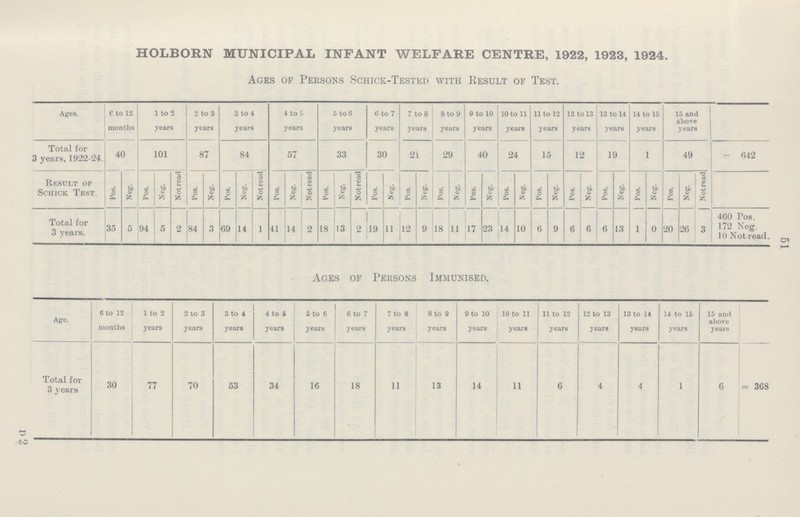 HOLBORN MUNICIPAL INFANT WELFARE CENTRE, 1922, 1923, 1924.
AGES OF PERSONS SCHICK-TESTED WITH RESULT OF TEST.
Ages. 6 to 12 months 1 to 2 years 2 to 3 years 3 to 4 years 4 to 5 years 5 to 6 years 6 to 7 years 7 to 8 years 8 to 9 years 9 to 10 years 10 to 11 years 11 to 12 years 12 to 13 years 13 to 14 years 14 to 15 years 15 and above years
Total for 3 years, 1922-24. 40 101 87 84 57 33 30 21 29 40 24 15 12 19 1 49 = 642
RESULT OF SCHICK TEST. Pos. Neg. Pos. Neg. Not read Pos. Neg. Pos. Neg. Not read Pos. Neg. Not read Pos. Neg. Not read Pos. Neg. Pos. Neg. Pos. Neg. Pos. Neg. Pos. Neg. Pos. Neg. Pos. Neg. Pos. Neg. Pos. Neg. Pos. Neg. Not read
Total for 3 years. 35 5 94 5 2 84 3 69 14 1 41 14 2 18 13 2 19 11 12 9 18 11 17 23 14 10 6 9 6 6 6 13 1 0 20 26 3 460 Pos. 172 Neg. 10 Not read.
51
AGES OF PERSONS IMMUNISED.
Age. 6 to 12 months 1 to 2 years 2 to 3 years 3 to 4 years 4 to 5 years 5 to 6 years 6 to 7 years 7 to 8 years 8 to 9 years 9 to 10 years 10 to 11 years 11 to 12 years 12 to 13 years 13 to 14 years 14 to 15 years 15 and above years
Total for 3 years 30 77 70 53 34 16 18 11 13 14 11 6 4 4 1 6 = 368
D 2